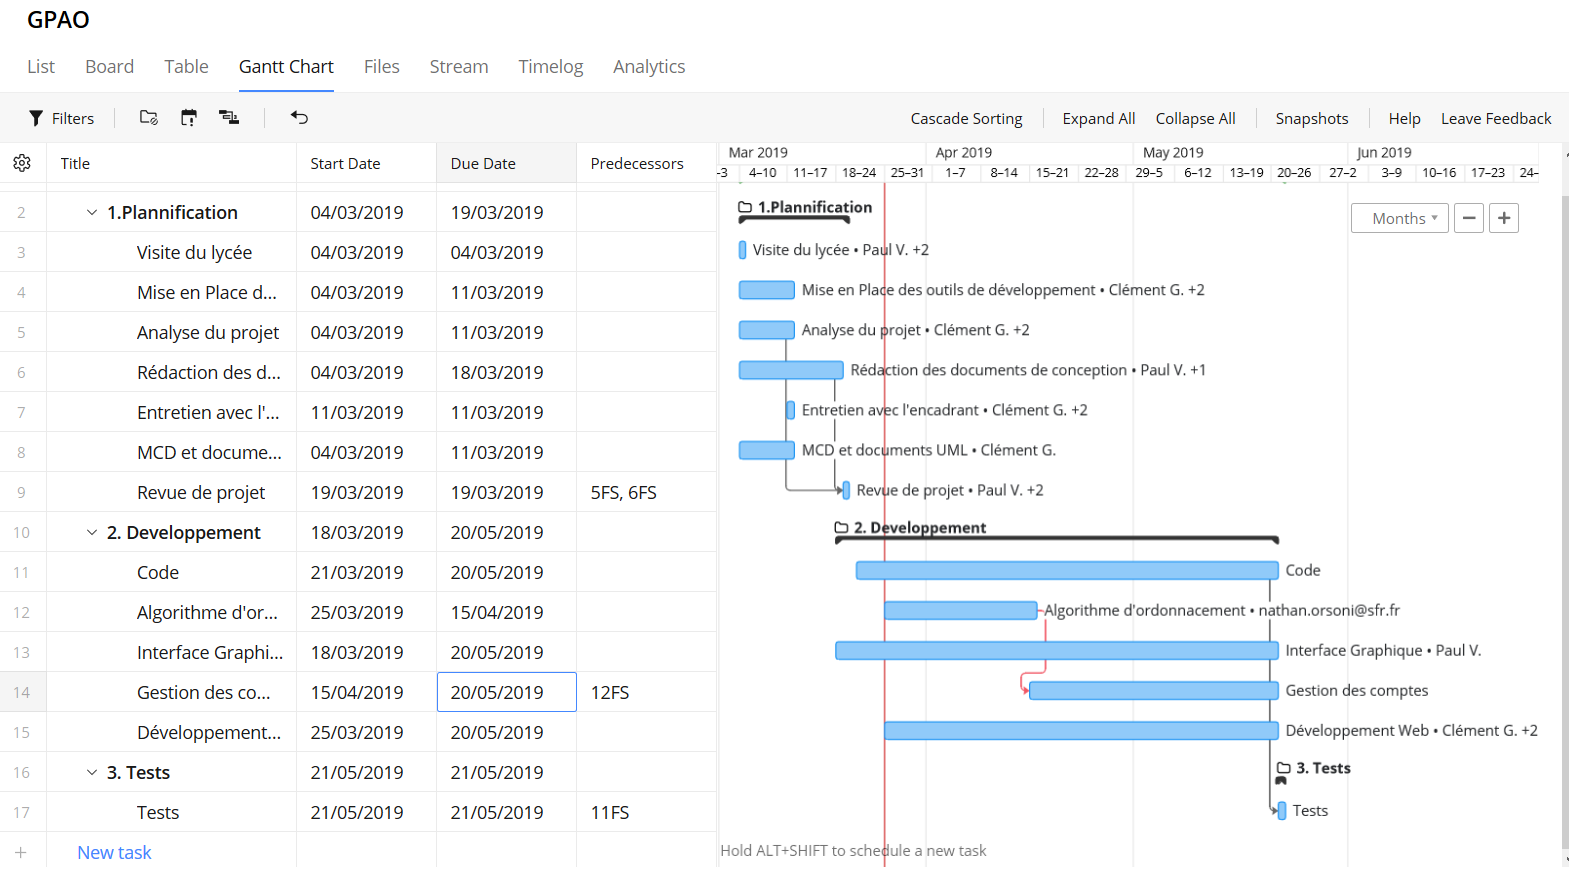 GPAO
List Board Table Gantt Chart Files Stream Timelog Analytics
Filters Cascade Sorting Expand All Collapse All Snapshots Help Leave Feedback
Title Start Date Due Date Predecessors
Mar 2019 Apr 2019 May 2019 Jun 2019
-3 4–10 11–17 18–24 25–31 1–7 8–14 15–21 22–28 29–5 6–12 13–19 20–26 27–2 3–9 10–16 17–23 24–
Months
2 1.Plannification 04/03/2019 19/03/2019 1.Plannification
3 Visite du lycée 04/03/2019 04/03/2019 Visite du lycée • Paul V. +2
4 Mise en Place d... 04/03/2019 11/03/2019 Mise en Place des outils de développement • Clément G. +2
5 Analyse du projet 04/03/2019 11/03/2019 Analyse du projet • Clément G. +2
6 Rédaction des d... 04/03/2019 18/03/2019 Rédaction des documents de conception • Paul V. +1
7 Entretien avec l'... 11/03/2019 11/03/2019 Entretien avec l'encadrant • Clément G. +2
8 MCD et docume... 04/03/2019 11/03/2019 MCD et documents UML • Clément G.
9 Revue de projet 19/03/2019 19/03/2019 5FS, 6FS Revue de projet • Paul V. +2
10 2. Developpement 18/03/2019 20/05/2019 2. Developpement
11 Code 21/03/2019 20/05/2019 Code
12 Algorithme d'or... 25/03/2019 15/04/2019 Algorithme d'ordonnacement • nathan.orsoni@sfr.fr
13 Interface Graphi... 18/03/2019 20/05/2019 Interface Graphique • Paul V.
14 Gestion des co... 15/04/2019 20/05/2019 12FS Gestion des comptes
15 Développement... 25/03/2019 20/05/2019 Développement Web • Clément G. +2
16 3. Tests 21/05/2019 21/05/2019 3. Tests
17 Tests 21/05/2019 21/05/2019 11FS Tests
+ New task Hold ALT+SHIFT to schedule a new task